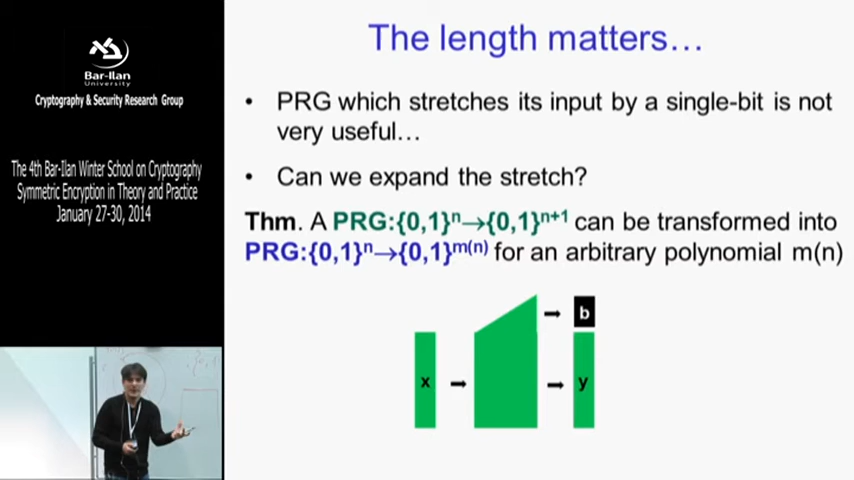 Bar-Ilan
University
Cryptography & Security Research Group
The 4th Bar-Ilan Winter School on Cryptography
Symmetric Encryption in Theory and Practice
January 27-30, 2014
The length matters…
• PRG which stretches its input by a single-bit is not
very useful…
• Can we expand the stretch?
Thm. A PRG:{0,1}ⁿ→{0,1}ⁿ⁺¹ can be transformed into
PRG:{0,1}ⁿ→{0,1}ᵐ⁽ⁿ⁾ for an arbitrary polynomial m(n)
b
x
y